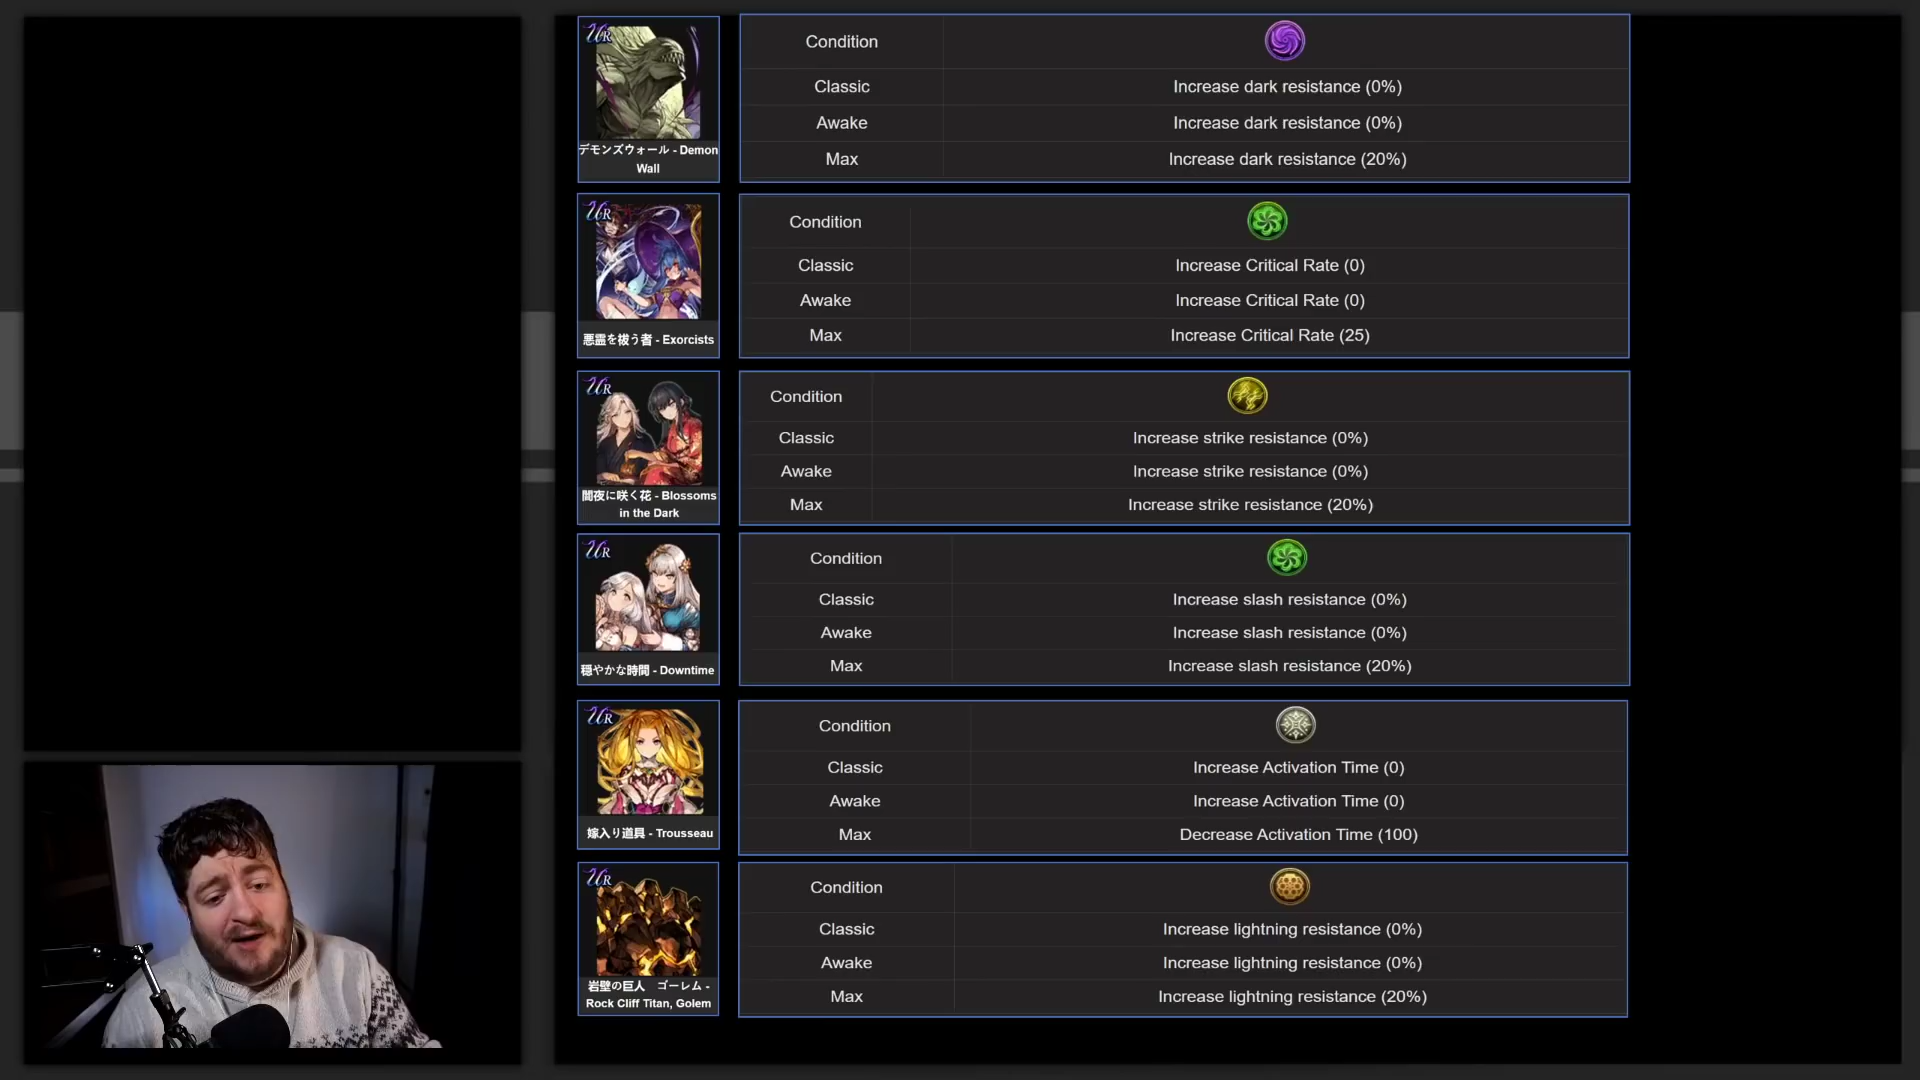 UR
デモンズウォール - Demon
Wall
Condition
Classic
Increase dark resistance (0%)
Awake
Increase dark resistance (0%)
Max
Increase dark resistance (20%)
UR
悪霊を祓う者 - Exorcists
Condition
Classic
Increase Critical Rate (0)
Awake
Increase Critical Rate (0)
Max
Increase Critical Rate (25)
UR
闇夜に咲く花 - Blossoms
in the Dark
Condition
Classic
Increase strike resistance (0%)
Awake
Increase strike resistance (0%)
Max
Increase strike resistance (20%)
UR
穏やかな時間 - Downtime
Condition
Classic
Increase slash resistance (0%)
Awake
Increase slash resistance (0%)
Max
Increase slash resistance (20%)
UR
嫁入り道具 - Trousseau
Condition
Classic
Increase Activation Time (0)
Awake
Increase Activation Time (0)
Max
Decrease Activation Time (100)
UR
岩壁の巨人　ゴーレム -
Rock Cliff Titan, Golem
Condition
Classic
Increase lightning resistance (0%)
Awake
Increase lightning resistance (0%)
Max
Increase lightning resistance (20%)